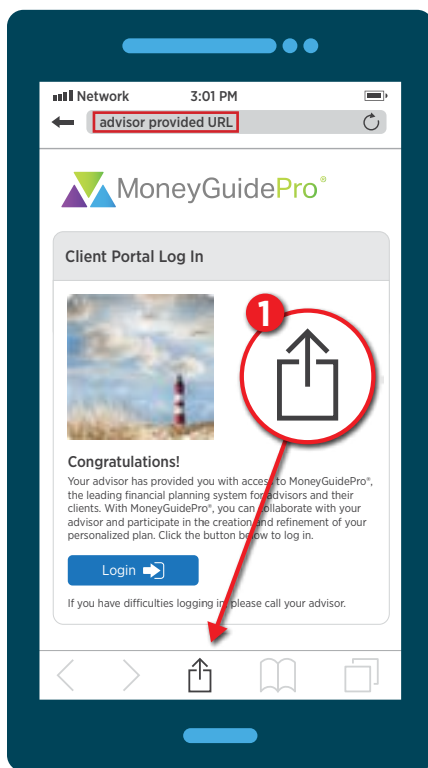 Network 3:01 PM
advisor provided URL
MoneyGuidePro®
Client Portal Log In
1
Congratulations!
Your advisor has provided you with access to MoneyGuidePro®,
the leading financial planning system for advisors and their
clients. With MoneyGuidePro®, you can collaborate with your
advisor and participate in the creation and refinement of your
personalized plan. Click the button below to log in.
Login
If you have difficulties logging in, please call your advisor.